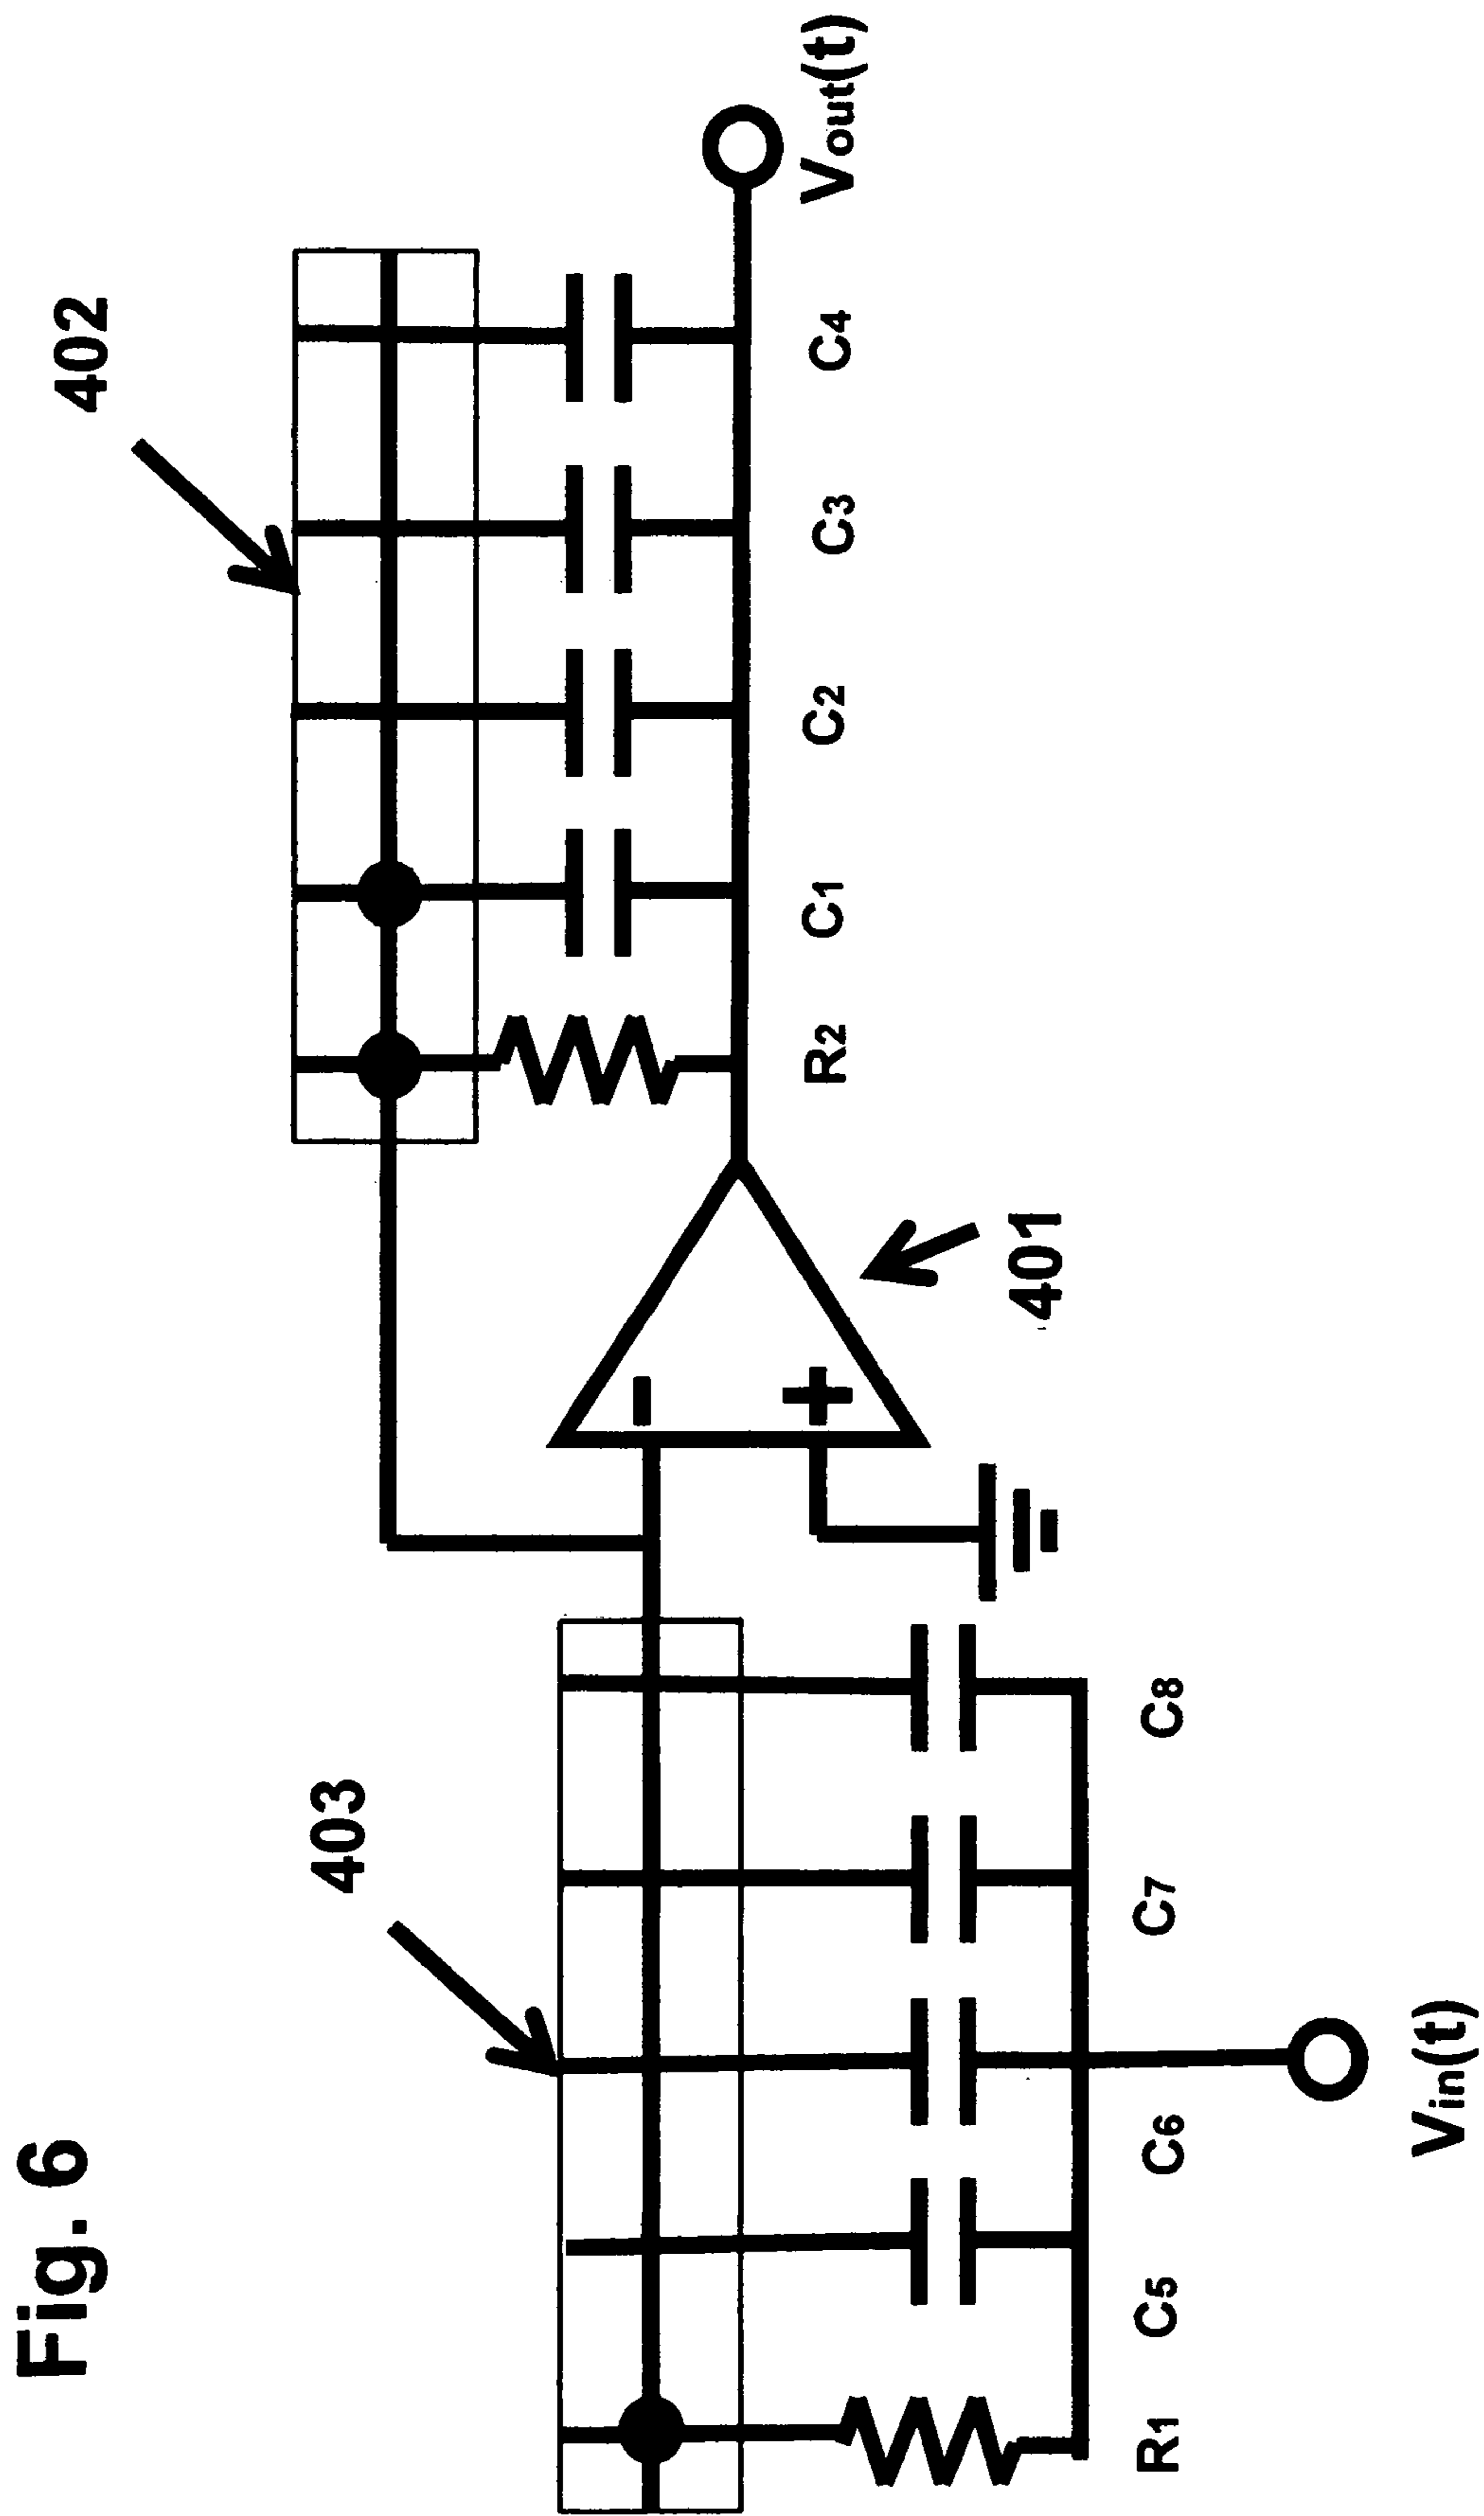 Fig. 6
402
403
401
R2
C1
C2
C3
C4
Vout(t)
−
+
R1
C5
C6
C7
C8
Vin(t)